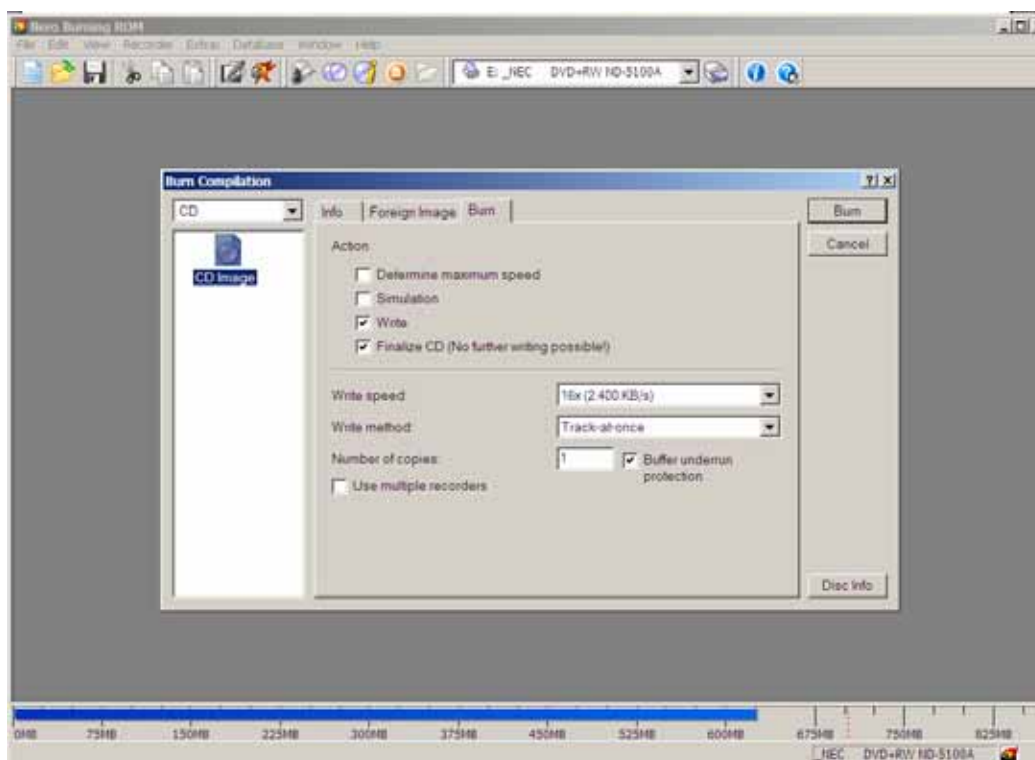 Nero Burning ROM
File Edit View Recorder Extras Database Window Help
E: _NEC DVD+RW ND-5100A
Burn Compilation
CD
Info Foreign Image Burn
Burn
Cancel
CD Image
Action
Determine maximum speed
Simulation
Write
Finalize CD (No further writing possible!)
Write speed
16x (2.400 KB/s)
Write method:
Track-at-once
Number of copies:
1
Buffer underrun
protection
Use multiple recorders
Disc Info
0MB 75MB 150MB 225MB 300MB 375MB 450MB 525MB 600MB 675MB 750MB 825MB
_NEC DVD+RW ND-5100A